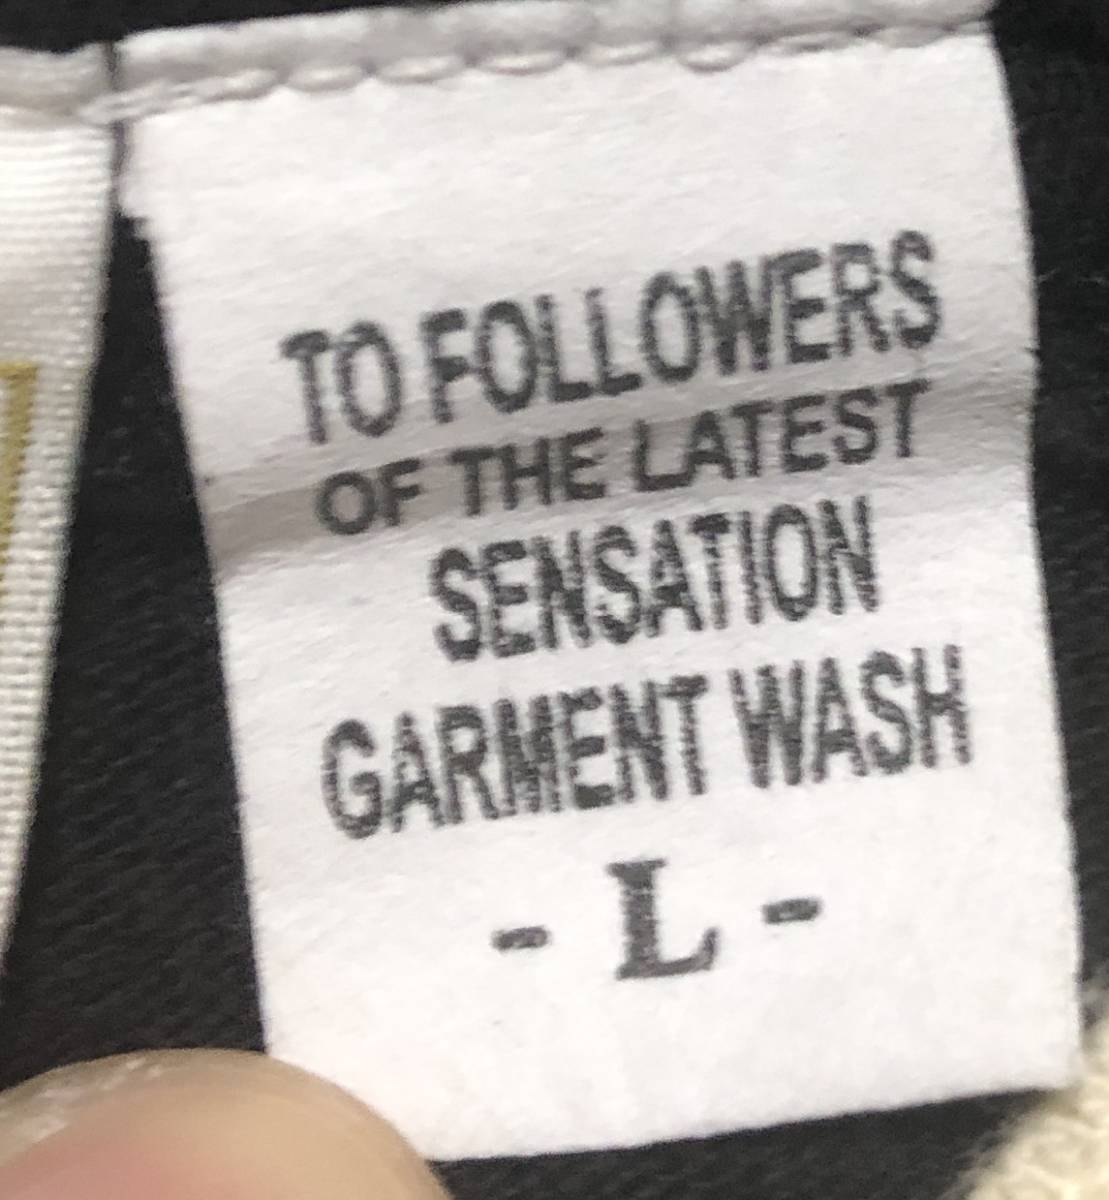 TO FOLLOWERS
OF THE LATEST
SENSATION
GARMENT WASH
- L -